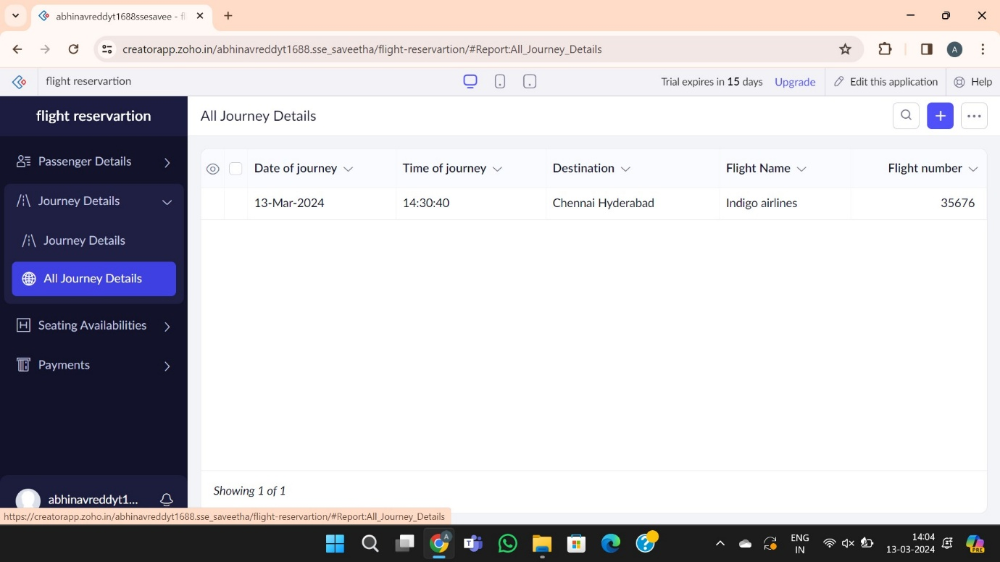 abhinavreddyt1688ssesavee - fl
creatorapp.zoho.in/abhinavreddyt1688.sse_saveetha/flight-reservartion/#Report:All_Journey_Details
A
flight reservartion
Trial expires in 15 days
Upgrade
Edit this application
Help
flight reservartion
All Journey Details
Passenger Details
Journey Details
Journey Details
All Journey Details
Seating Availabilities
Payments
Date of journey Time of journey Destination Flight Name Flight number
13-Mar-2024 14:30:40 Chennai Hyderabad Indigo airlines 35676
Showing 1 of 1
abhinavreddyt1...
https://creatorapp.zoho.in/abhinavreddyt1688.sse_saveetha/flight-reservartion/#Report:All_Journey_Details
A
T
ENG
IN
14:04
13-03-2024
PRE